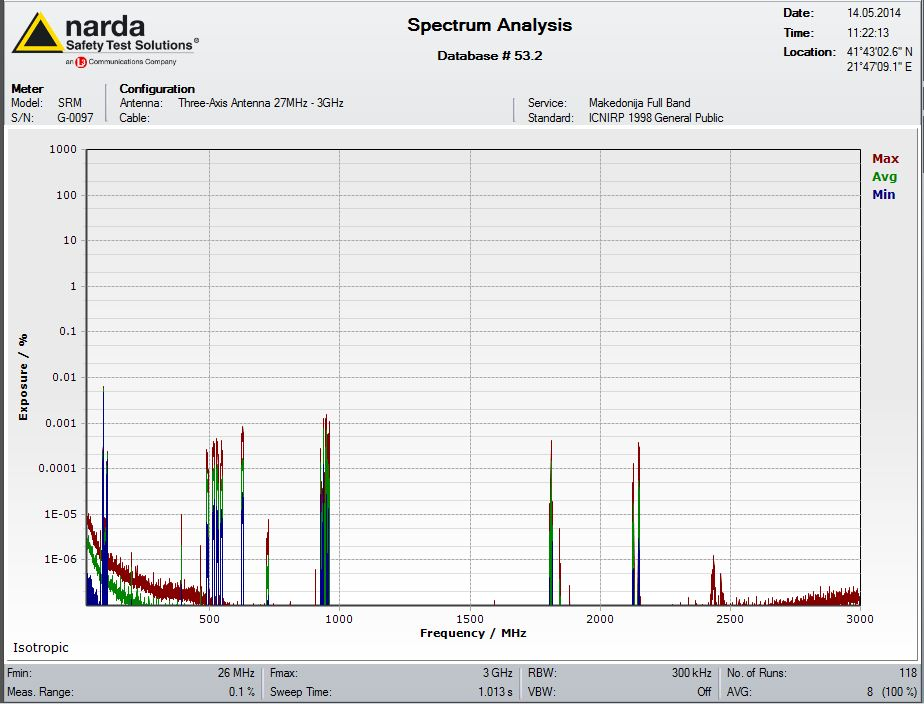 narda
Safety Test Solutions®
an L3 Communications Company
Spectrum Analysis
Database # 53.2
Date: 14.05.2014
Time: 11:22:13
Location: 41°43'02.6" N
21°47'09.1" E
Meter
Model: SRM
S/N: G-0097
Configuration
Antenna: Three-Axis Antenna 27MHz - 3GHz
Cable:
Service: Makedonija Full Band
Standard: ICNIRP 1998 General Public
Max
Avg
Min
Exposure / %
1000
100
10
1
0.1
0.01
0.001
0.0001
1E-05
1E-06
500 1000 1500 2000 2500 3000
Frequency / MHz
Isotropic
Fmin: 26 MHz Fmax: 3 GHz RBW: 300 kHz No. of Runs: 118
Meas. Range: 0.1 % Sweep Time: 1.013 s VBW: Off AVG: 8 (100 %)